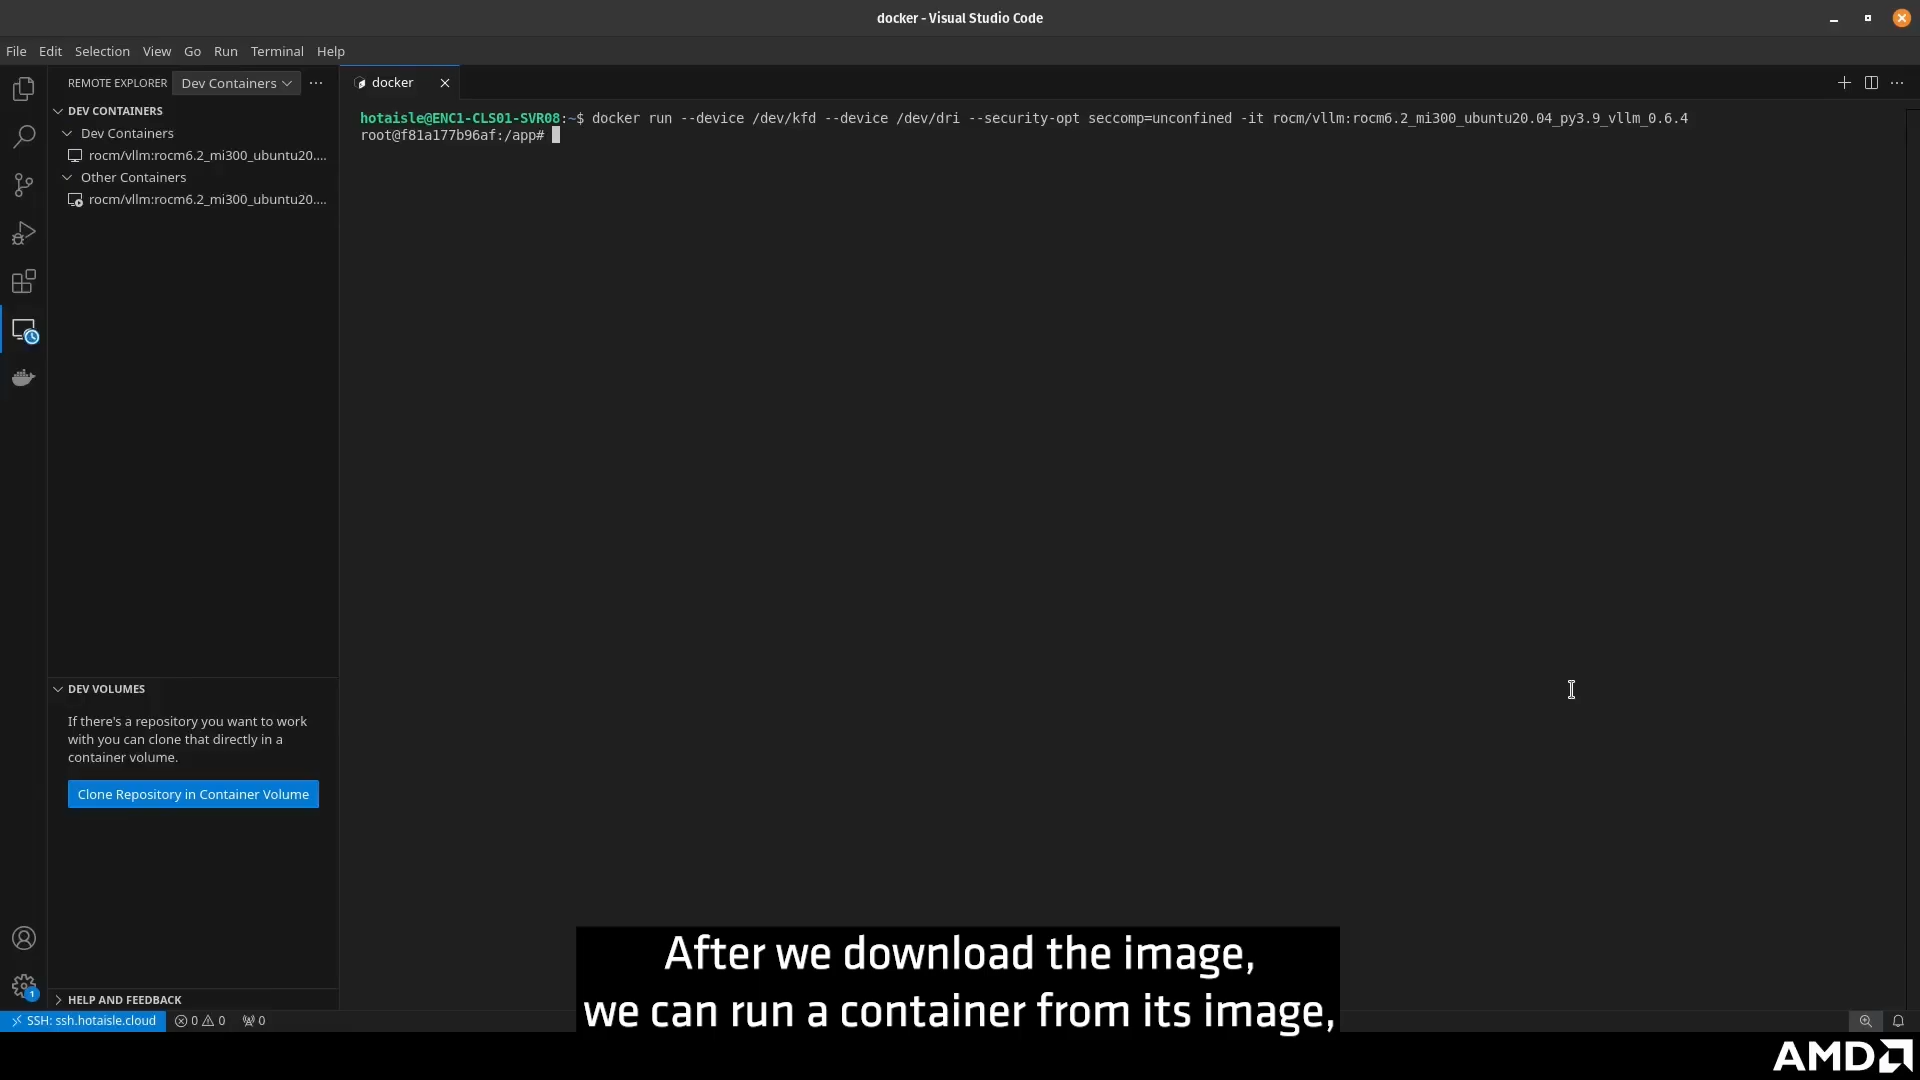 docker - Visual Studio Code
File Edit Selection View Go Run Terminal Help
REMOTE EXPLORER Dev Containers
docker
DEV CONTAINERS
Dev Containers
rocm/vllm:rocm6.2_mi300_ubuntu20....
Other Containers
rocm/vllm:rocm6.2_mi300_ubuntu20....
hotaisle@ENC1-CLS01-SVR08:~$ docker run --device /dev/kfd --device /dev/dri --security-opt seccomp=unconfined -it rocm/vllm:rocm6.2_mi300_ubuntu20.04_py3.9_vllm_0.6.4
root@f81a177b96af:/app#
DEV VOLUMES
If there's a repository you want to work
with you can clone that directly in a
container volume.
Clone Repository in Container Volume
HELP AND FEEDBACK
1
SSH: ssh.hotaisle.cloud 0 0 0
After we download the image,
we can run a container from its image,
AMD